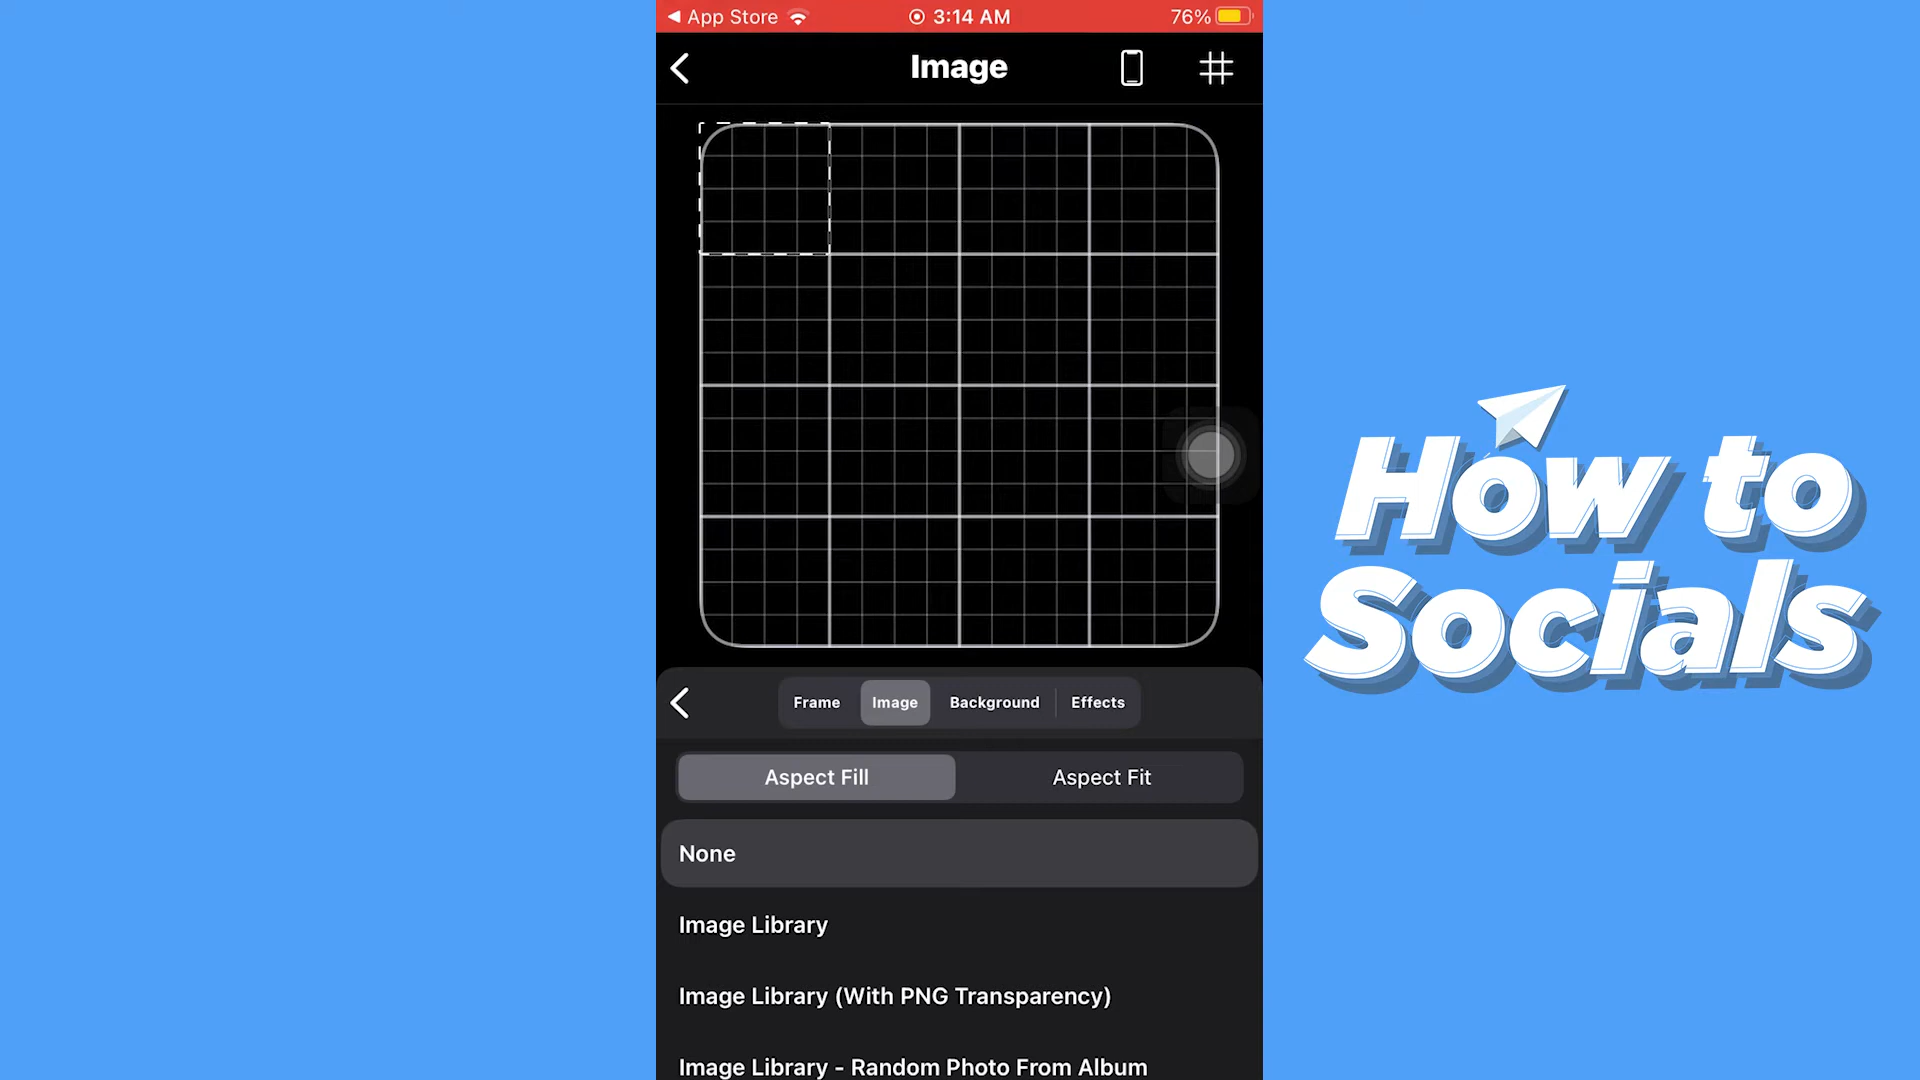 App Store 3:14 AM 76%
Image
Frame Image Background Effects
Aspect Fill Aspect Fit
None
Image Library
Image Library (With PNG Transparency)
Image Library - Random Photo From Album
How to
Socials